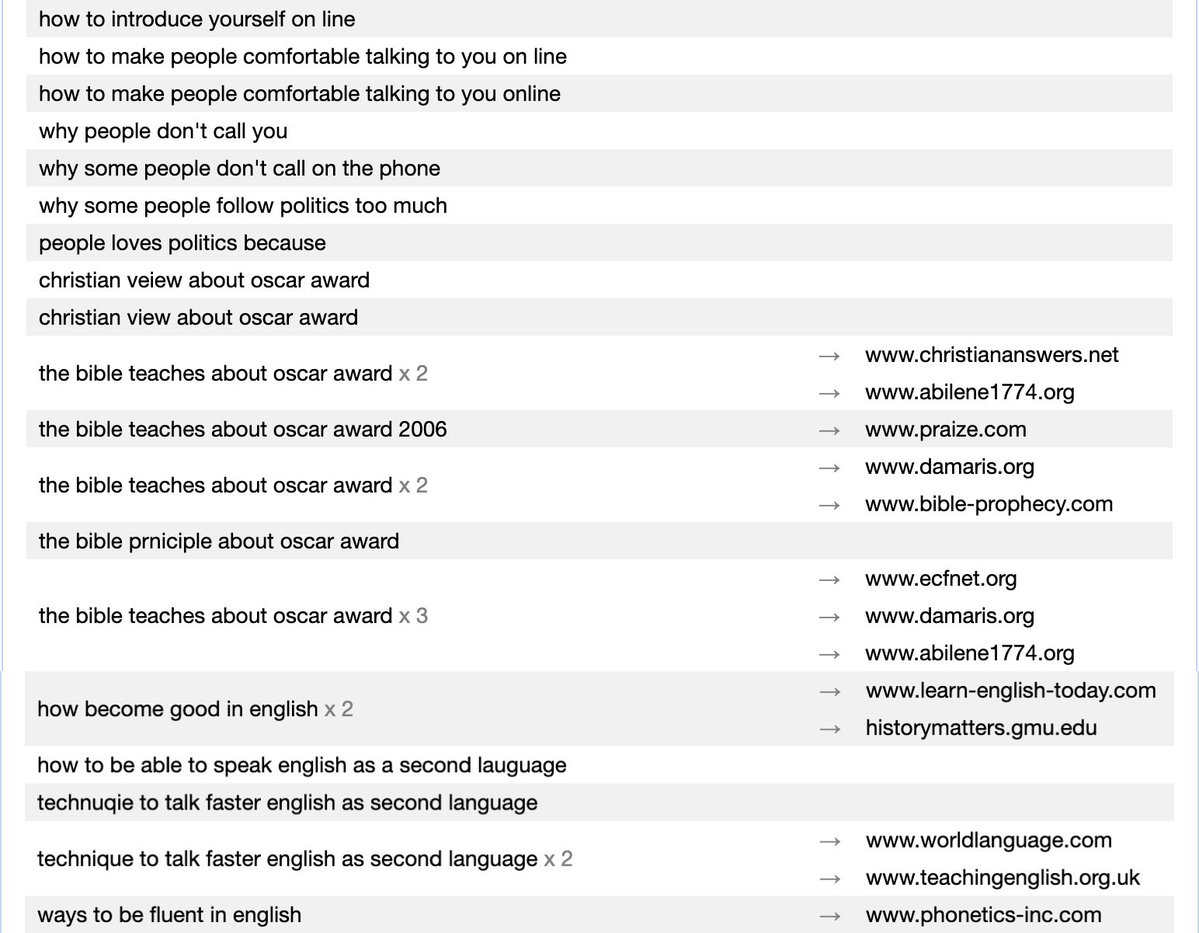 how to introduce yourself on line
how to make people comfortable talking to you on line
how to make people comfortable talking to you online
why people don't call you
why some people don't call on the phone
why some people follow politics too much
people loves politics because
christian veiew about oscar award
christian view about oscar award
the bible teaches about oscar award x 2
→ www.christiananswers.net
→ www.abilene1774.org
the bible teaches about oscar award 2006 → www.praize.com
the bible teaches about oscar award x 2
→ www.damaris.org
→ www.bible-prophecy.com
the bible prniciple about oscar award
the bible teaches about oscar award x 3
→ www.ecfnet.org
→ www.damaris.org
→ www.abilene1774.org
how become good in english x 2
→ www.learn-english-today.com
→ historymatters.gmu.edu
how to be able to speak english as a second lauguage
technuqie to talk faster english as second language
technique to talk faster english as second language x 2
→ www.worldlanguage.com
→ www.teachingenglish.org.uk
ways to be fluent in english → www.phonetics-inc.com